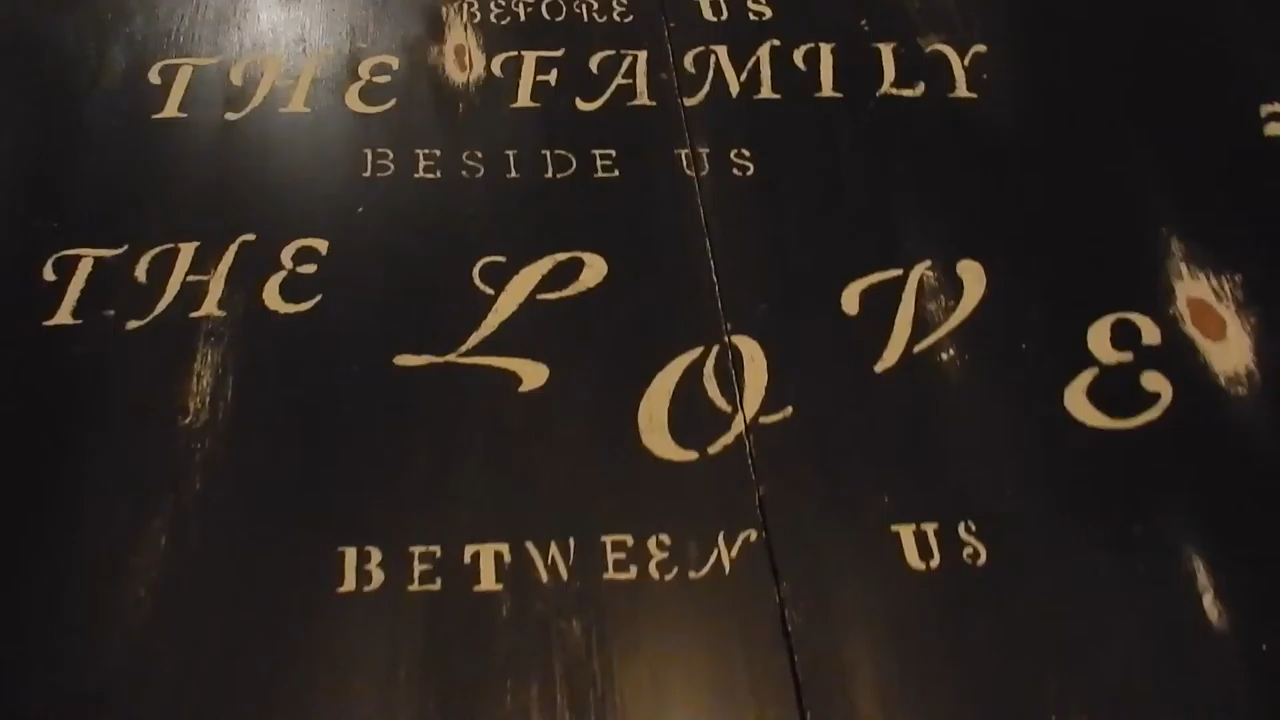 BEFORE US
THE FAMILY
BESIDE US
THE LOVE
BETWEEN US